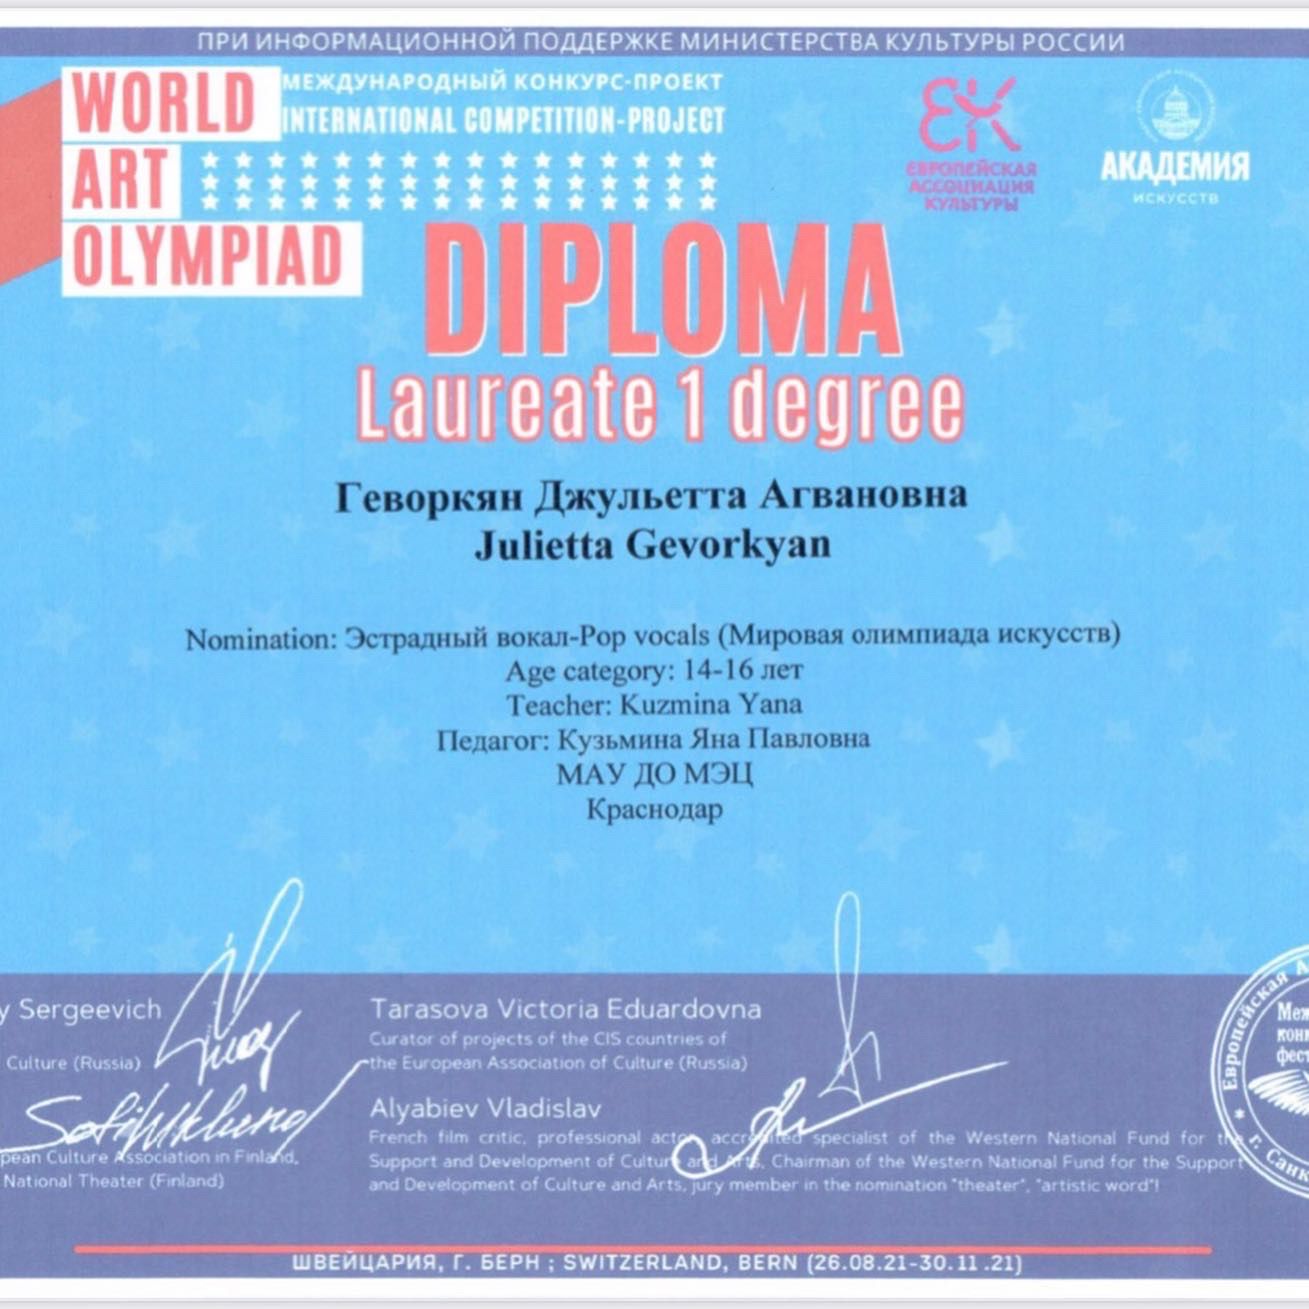 ПРИ ИНФОРМАЦИОННОЙ ПОДДЕРЖКЕ МИНИСТЕРСТВА КУЛЬТУРЫ РОССИИ
WORLD
ART
OLYMPIAD
МЕЖДУНАРОДНЫЙ КОНКУРС-ПРОЕКТ
INTERNATIONAL COMPETITION-PROJECT
ЕВРОПЕЙСКАЯ
АССОЦИАЦИЯ
КУЛЬТУРЫ
АКАДЕМИЯ
ИСКУССТВ
DIPLOMA
Laureate 1 degree
Геворкян Джульетта Агвановна
Julietta Gevorkyan
Nomination: Эстрадный вокал-Pop vocals (Мировая олимпиада искусств)
Age category: 14-16 лет
Teacher: Kuzmina Yana
Педагог: Кузьмина Яна Павловна
МАУ ДО МЭЦ
Краснодар
y Sergeevich
Culture (Russia)
pean Culture Association in Finland,
National Theater (Finland)
Tarasova Victoria Eduardovna
Curator of projects of the CIS countries of
the European Association of Culture (Russia)
Alyabiev Vladislav
French film critic, professional actor, accredited specialist of the Western National Fund for the
Support and Development of Culture and Arts, Chairman of the Western National Fund for the Support
and Development of Culture and Arts, jury member in the nomination "theater", "artistic word"!
Европейская А
Меж
конк
фест
г. Санк
ШВЕЙЦАРИЯ, Г. БЕРН ; SWITZERLAND, BERN (26.08.21-30.11.21)